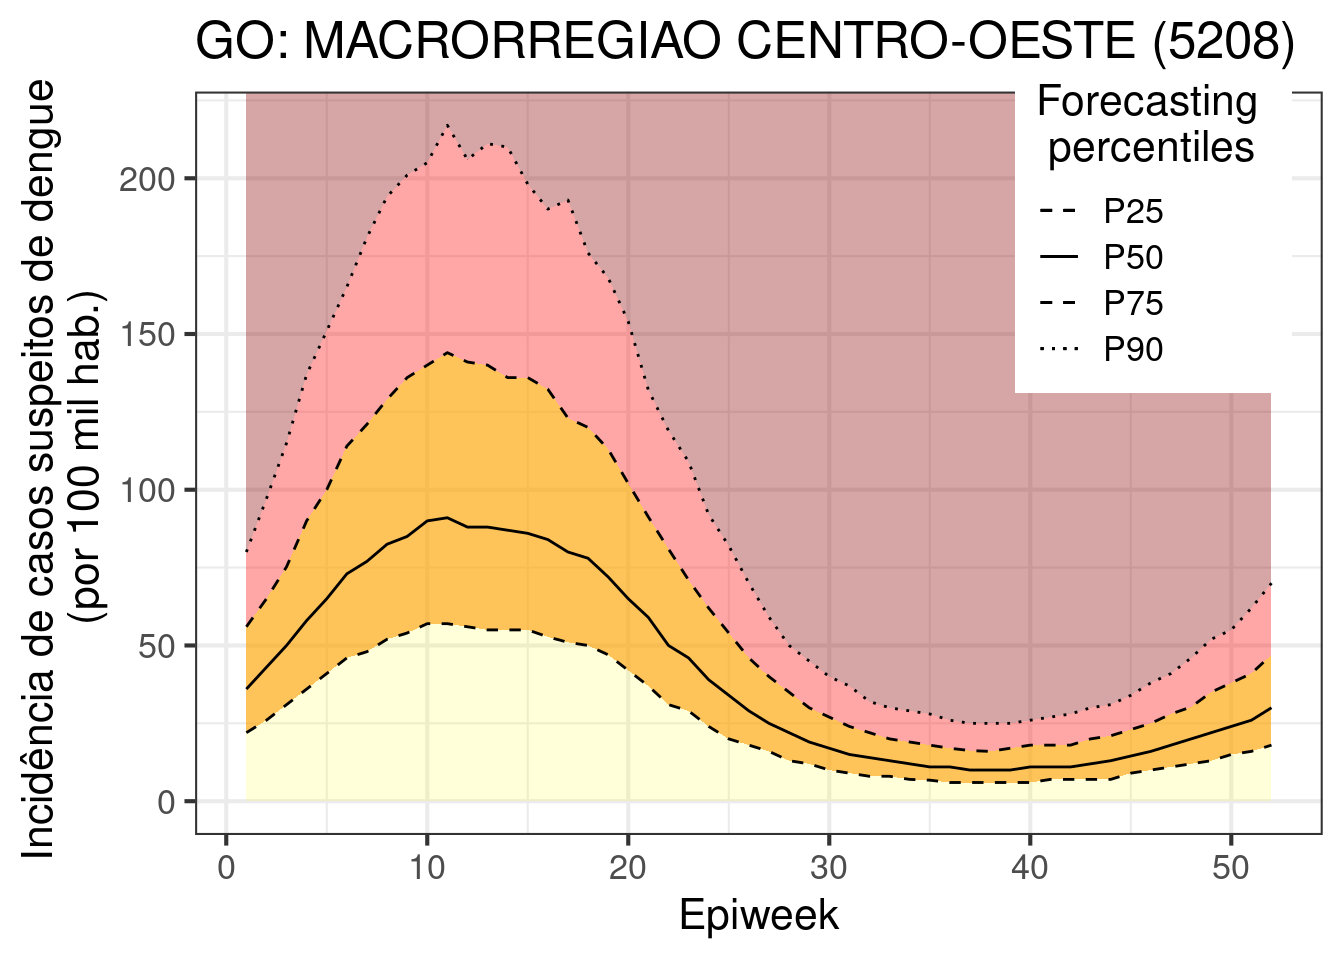 GO: MACRORREGIAO CENTRO-OESTE (5208)
Incidência de casos suspeitos de dengue
(por 100 mil hab.)
200
150
100
50
0
Forecasting
percentiles
P25
P50
P75
P90
0 10 20 30 40 50
Epiweek